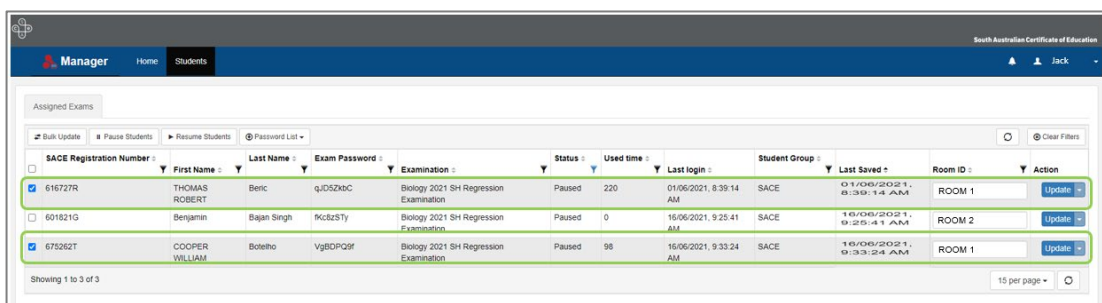 South Australian Certificate of Education
Manager Home Students Jack
Assigned Exams
Bulk Update Pause Students Resume Students Password List Clear Filters
SACE Registration Number First Name Last Name Exam Password Examination Status Used time Last login Student Group Last Saved Room ID Action
616727R THOMAS Beric qJD5ZkbC Biology 2021 SH Regression Paused 220 01/06/2021, 8:39:14 SACE 01/06/2021, ROOM 1 Update
ROBERT Examination AM 8:39:14 AM
601821G Benjamin Bajan Singh fKc8zSTy Biology 2021 SH Regression Paused 0 16/06/2021, 9:25:41 SACE 16/06/2021, ROOM 2 Update
Examination AM 9:25:41 AM
675262T COOPER Botelho VgBDPQ9f Biology 2021 SH Regression Paused 98 16/06/2021, 9:33:24 SACE 16/06/2021, ROOM 1 Update
WILLIAM Examination AM 9:33:24 AM
Showing 1 to 3 of 3 15 per page